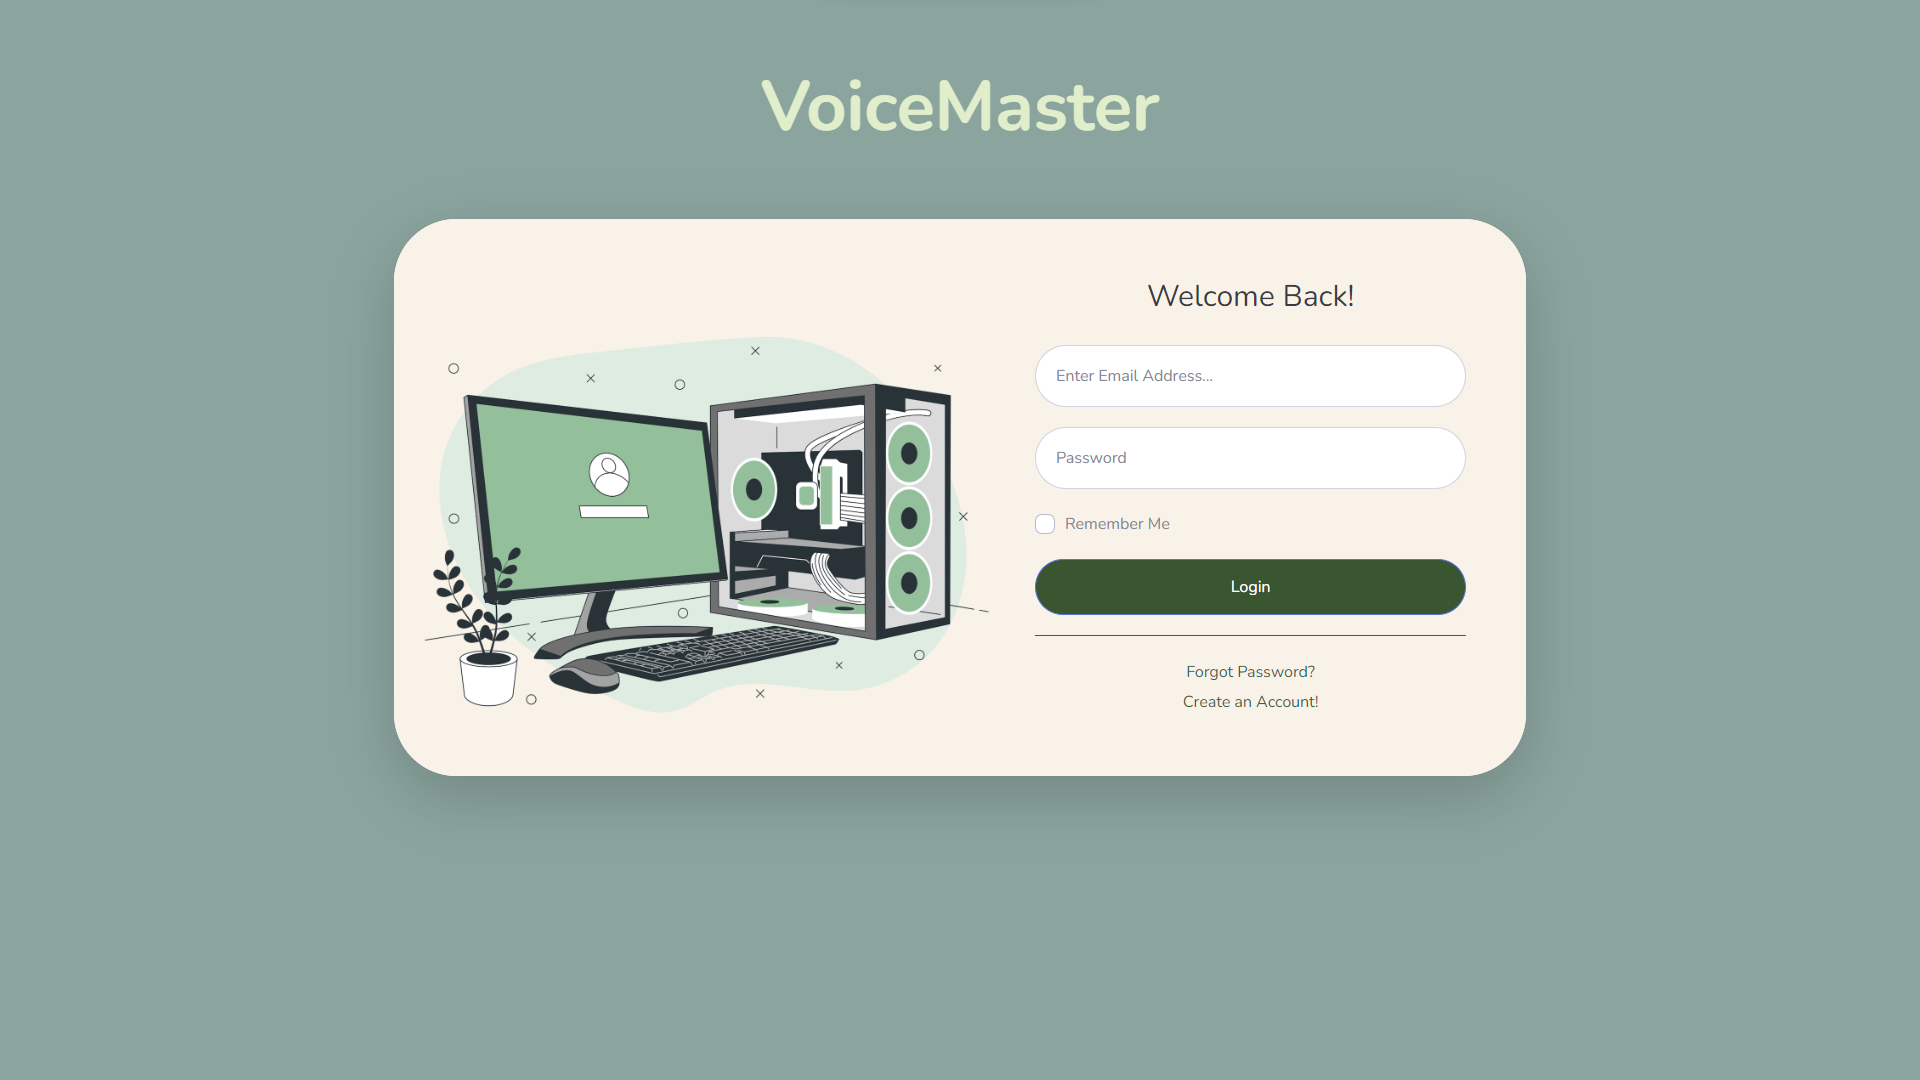 VoiceMaster
Welcome Back!
Enter Email Address...
Password
Remember Me
Login
Forgot Password?
Create an Account!